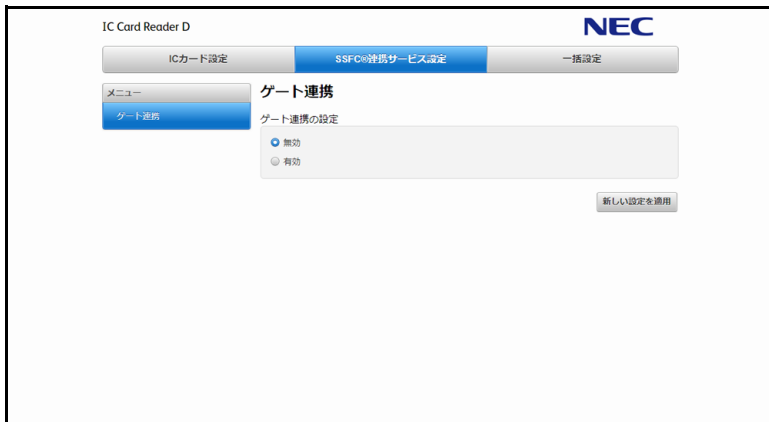 IC Card Reader D
NEC
ICカード設定
SSFC®連携サービス設定
一括設定
メニュー
ゲート連携
ゲート連携
ゲート連携の設定
無効
有効
新しい設定を適用